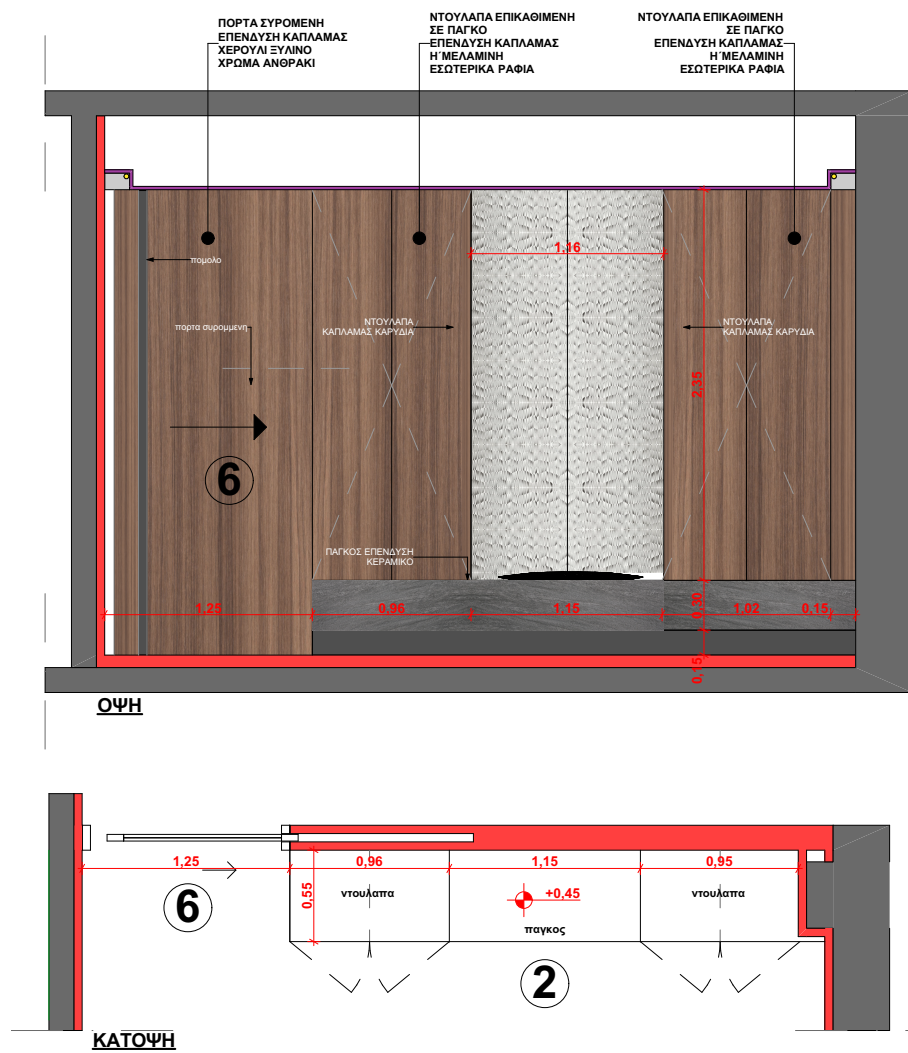 ΠΟΡΤΑ ΣΥΡΟΜΕΝΗ
ΕΠΕΝΔΥΣΗ ΚΑΠΛΑΜΑΣ
ΧΕΡΟΥΛΙ ΞΥΛΙΝΟ
ΧΡΩΜΑ ΑΝΘΡΑΚΙ
ΝΤΟΥΛΑΠΑ ΕΠΙΚΑΘΙΜΕΝΗ
ΣΕ ΠΑΓΚΟ
ΕΠΕΝΔΥΣΗ ΚΑΠΛΑΜΑΣ
Η΄ΜΕΛΑΜΙΝΗ
ΕΣΩΤΕΡΙΚΑ ΡΑΦΙΑ
ΝΤΟΥΛΑΠΑ ΕΠΙΚΑΘΙΜΕΝΗ
ΣΕ ΠΑΓΚΟ
ΕΠΕΝΔΥΣΗ ΚΑΠΛΑΜΑΣ
Η΄ΜΕΛΑΜΙΝΗ
ΕΣΩΤΕΡΙΚΑ ΡΑΦΙΑ
1,16
πομολο
πορτα συρομμενη
ΝΤΟΥΛΑΠΑ
ΚΑΠΛΑΜΑΣ ΚΑΡΥΔΙΑ
ΝΤΟΥΛΑΠΑ
ΚΑΠΛΑΜΑΣ ΚΑΡΥΔΙΑ
2,35
6
ΠΑΓΚΟΣ ΕΠΕΝΔΥΣΗ
ΚΕΡΑΜΙΚΟ
1,25
0,96
1,15
0,30
1,02
0,15
0,15
ΟΨΗ
1,25
0,96
1,15
0,95
0,55
6
ντουλαπα
+0,45
ντουλαπα
παγκος
2
ΚΑΤΟΨΗ